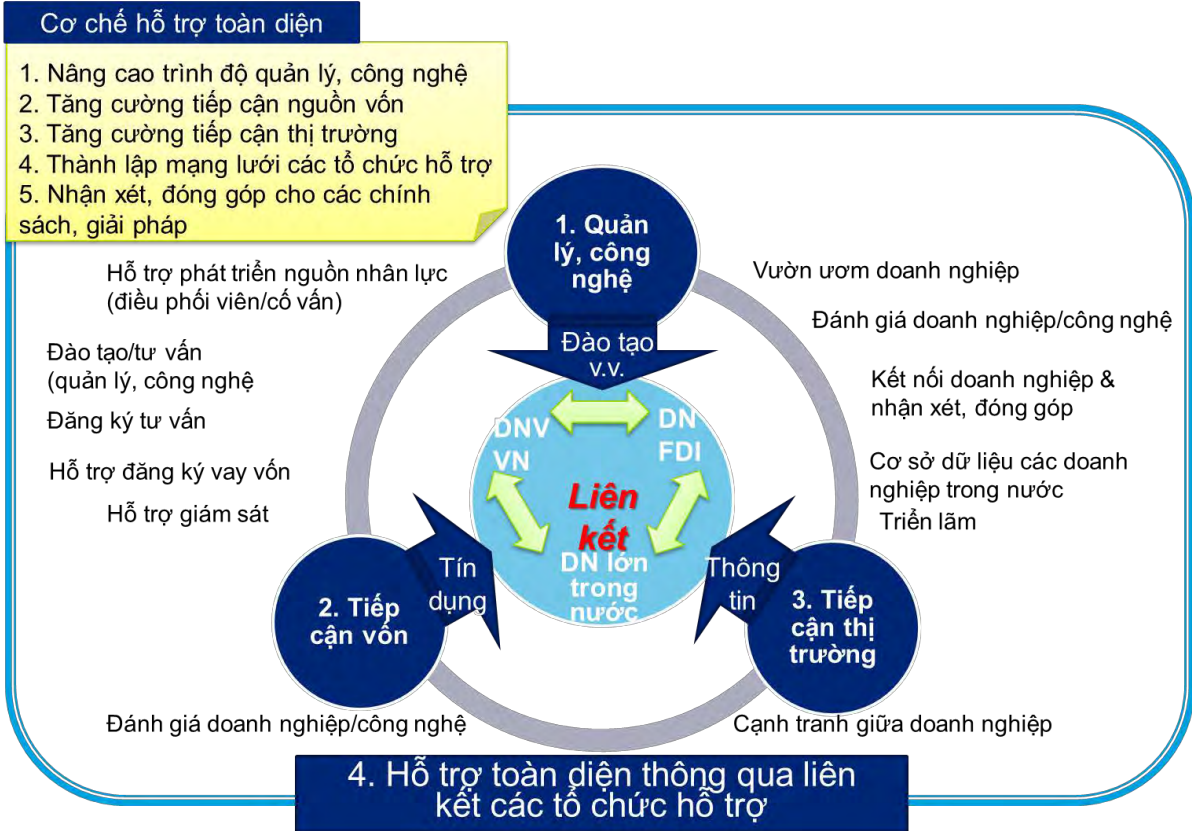 Cơ chế hỗ trợ toàn diện
1. Nâng cao trình độ quản lý, công nghệ
2. Tăng cường tiếp cận nguồn vốn
3. Tăng cường tiếp cận thị trường
4. Thành lập mạng lưới các tổ chức hỗ trợ
5. Nhận xét, đóng góp cho các chính
sách, giải pháp
1. Quản
lý, công
nghệ
Hỗ trợ phát triển nguồn nhân lực
(điều phối viên/cố vấn)
Đào tạo/tư vấn
(quản lý, công nghệ
Đăng ký tư vấn
Hỗ trợ đăng ký vay vốn
Hỗ trợ giám sát
Vườn ươm doanh nghiệp
Đánh giá doanh nghiệp/công nghệ
Kết nối doanh nghiệp &
nhận xét, đóng góp
Cơ sở dữ liệu các doanh
nghiệp trong nước
Triển lãm
Đào tạo
v.v.
DNV
VN
DN
FDI
Liên
kết
DN lớn
trong
nước
Tín
dụng
Thông
tin
2. Tiếp
cận vốn
3. Tiếp
cận thị
trường
Đánh giá doanh nghiệp/công nghệ
Cạnh tranh giữa doanh nghiệp
4. Hỗ trợ toàn diện thông qua liên
kết các tổ chức hỗ trợ